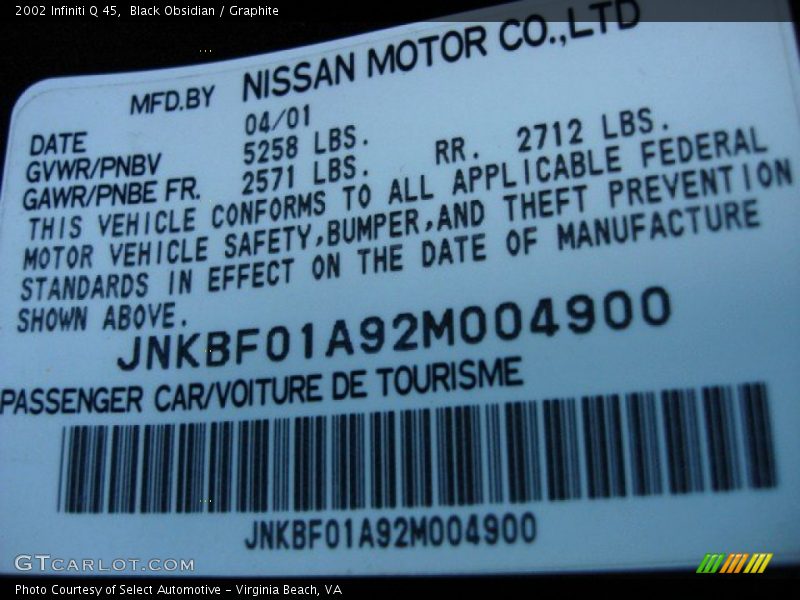 2002 Infiniti Q 45,  Black Obsidian / Graphite
MFD.BY NISSAN MOTOR CO.,LTD
DATE 04/01
GVWR/PNBV 5258 LBS.
GAWR/PNBE FR. 2571 LBS. RR. 2712 LBS.
THIS VEHICLE CONFORMS TO ALL APPLICABLE FEDERAL
MOTOR VEHICLE SAFETY,BUMPER,AND THEFT PREVENTION
STANDARDS IN EFFECT ON THE DATE OF MANUFACTURE
SHOWN ABOVE.
JNKBF01A92M004900
PASSENGER CAR/VOITURE DE TOURISME
JNKBF01A92M004900
GTCARLOT.COM
Photo Courtesy of Select Automotive – Virginia Beach, VA